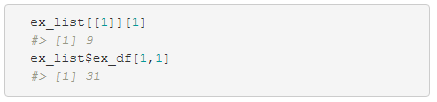 ex_list[[1]][1]
#> [1] 9
ex_list$ex_df[1,1]
#> [1] 31